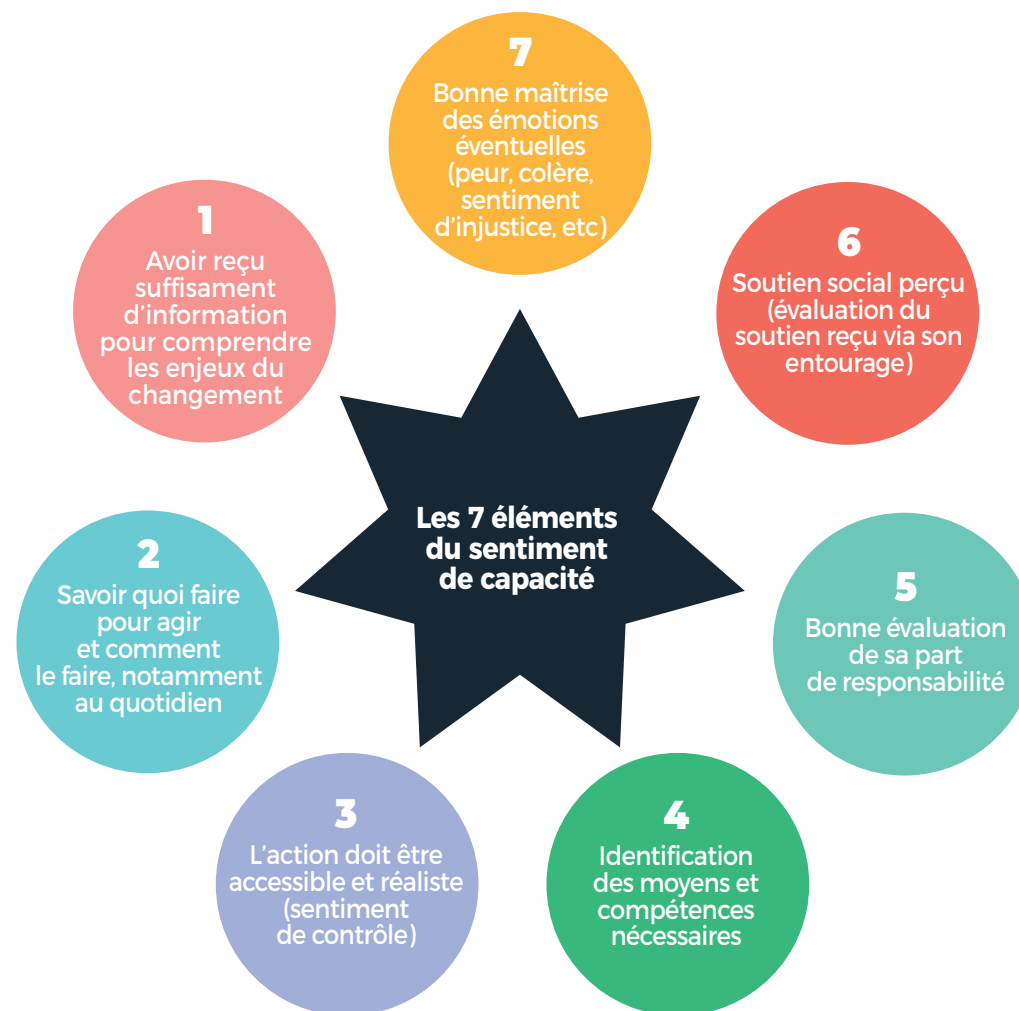 7
Bonne maîtrise
des émotions
éventuelles
(peur, colère,
sentiment
d'injustice, etc)
1
Avoir reçu
suffisament
d'information
pour comprendre
les enjeux du
changement
6
Soutien social perçu
(évaluation du
soutien reçu via son
entourage)
Les 7 éléments
du sentiment
de capacité
2
Savoir quoi faire
pour agir
et comment
le faire, notamment
au quotidien
5
Bonne évaluation
de sa part
de responsabilité
3
L'action doit être
accessible et réaliste
(sentiment
de contrôle)
4
Identification
des moyens et
compétences
nécessaires